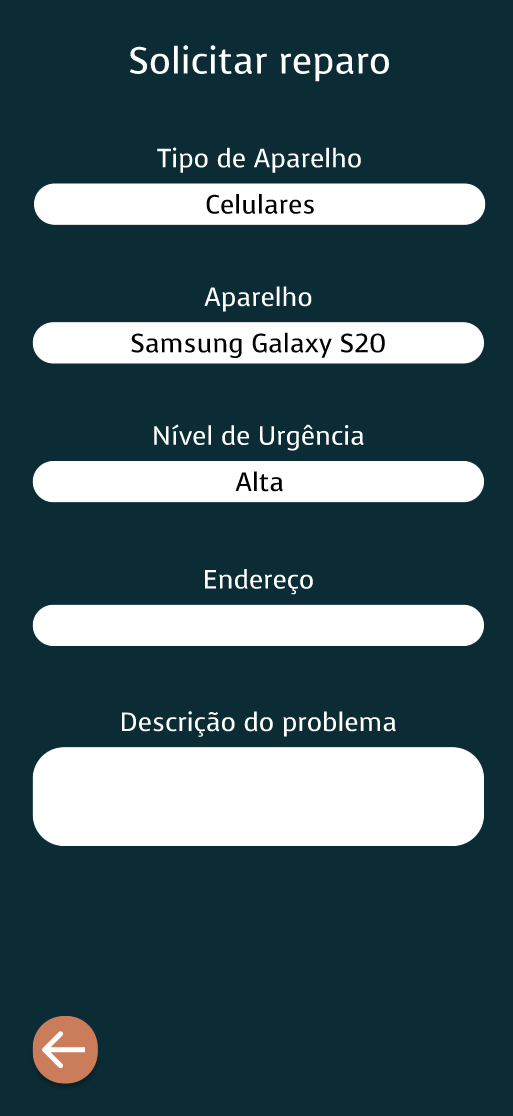 Solicitar reparo
Tipo de Aparelho
Celulares
Aparelho
Samsung Galaxy S20
Nível de Urgência
Alta
Endereço
Descrição do problema